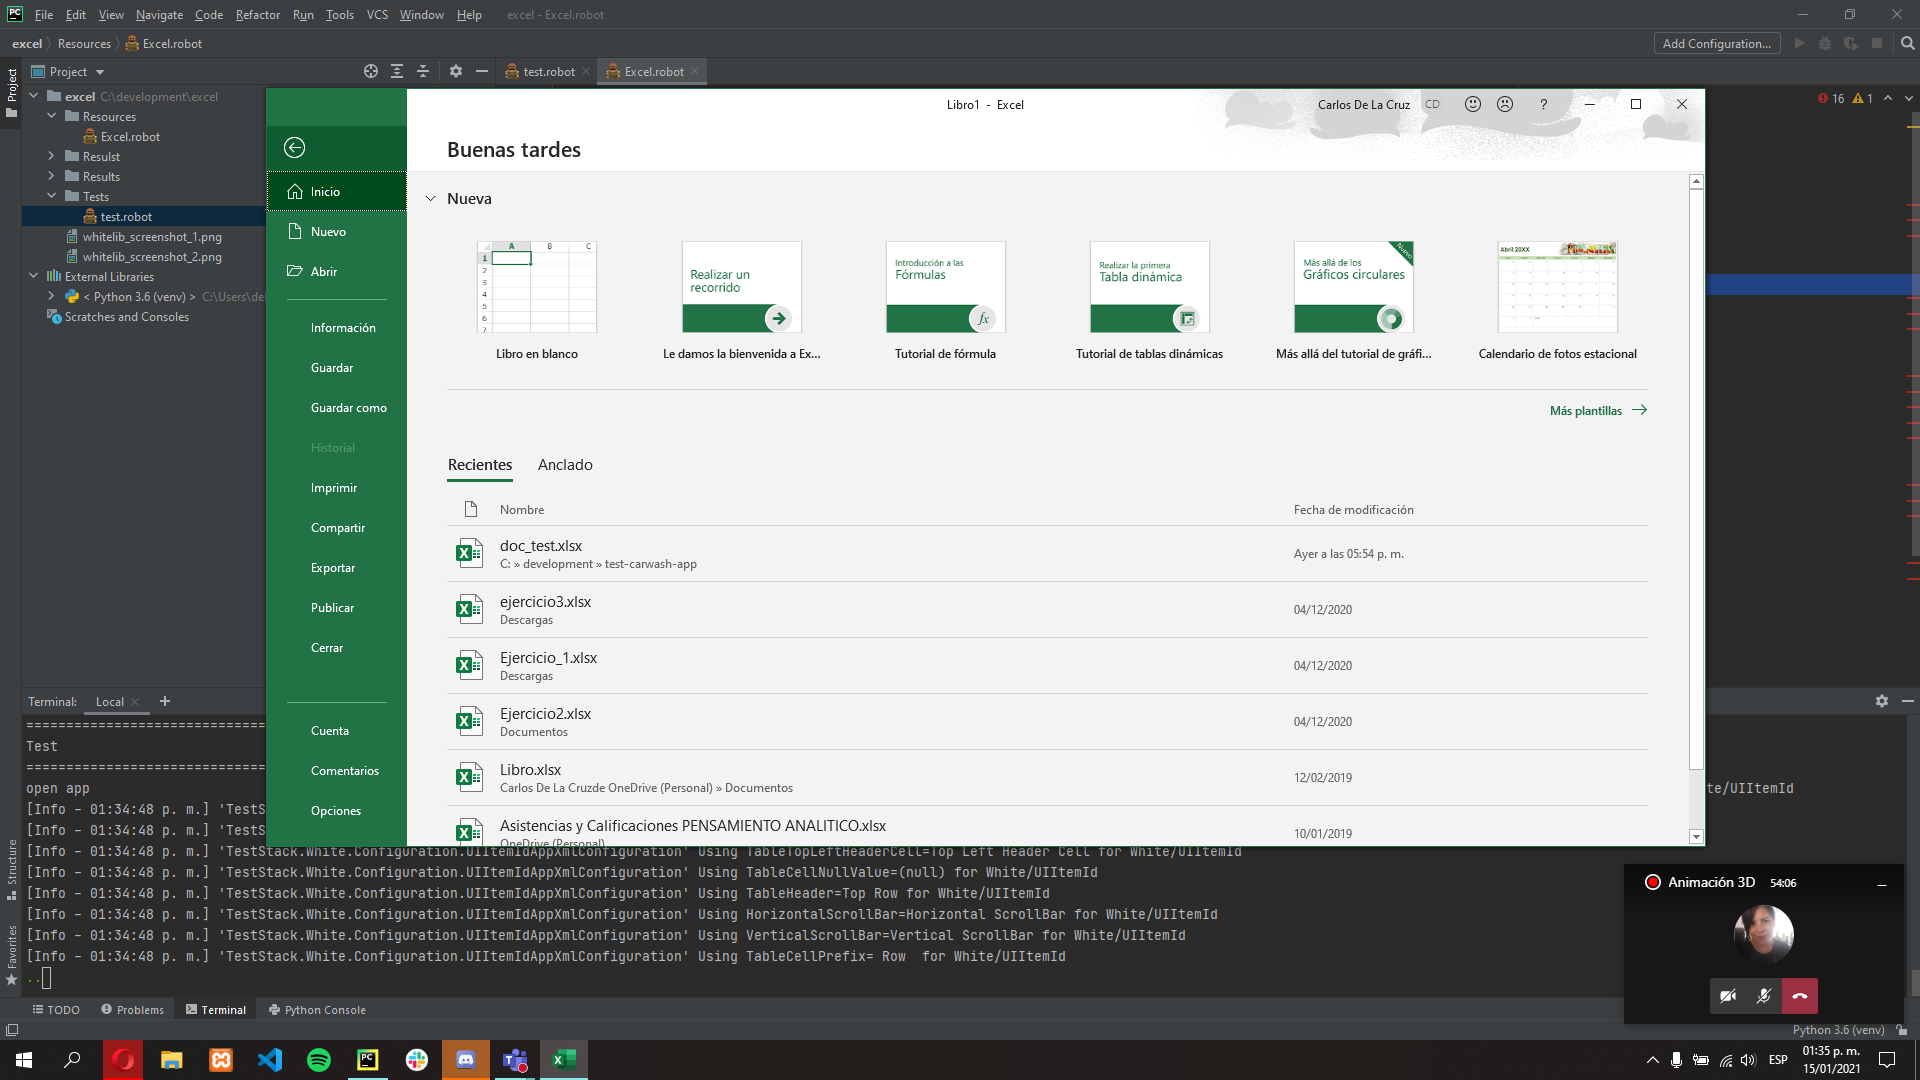 File Edit View Navigate Code Refactor Run Tools VCS Window Help excel - Excel.robot
excel Resources Excel.robot
Add Configuration...
Project
test.robot
Excel.robot
Project
excel C:\development\excel
Resources
Excel.robot
Resulst
Results
Tests
test.robot
whitelib_screenshot_1.png
whitelib_screenshot_2.png
External Libraries
< Python 3.6 (venv) >
Scratches and Consoles
16 1
Libro1 - Excel
Carlos De La Cruz CD
?
Buenas tardes
Inicio
Nuevo
Abrir
Información
Guardar
Guardar como
Historial
Imprimir
Compartir
Exportar
Publicar
Cerrar
Cuenta
Comentarios
Opciones
Nueva
A B C
1
2
3
4
5
6
7
Realizar un
recorrido
Introducción a las
Fórmulas
fx
Realizar la primera
Tabla dinámica
Más allá de los
Gráficos circulares
Nuevo
Abril 20XX
Libro en blanco
Le damos la bienvenida a Ex...
Tutorial de fórmula
Tutorial de tablas dinámicas
Más allá del tutorial de gráfi...
Calendario de fotos estacional
Más plantillas
Recientes Anclado
Nombre Fecha de modificación
doc_test.xlsx
C: » development » test-carwash-app
Ayer a las 05:54 p. m.
ejercicio3.xlsx
Descargas
04/12/2020
Ejercicio_1.xlsx
Descargas
04/12/2020
Ejercicio2.xlsx
Documentos
04/12/2020
Libro.xlsx
Carlos De La Cruzde OneDrive (Personal) » Documentos
12/02/2019
Asistencias y Calificaciones PENSAMIENTO ANALITICO.xlsx
OneDrive (Personal)
10/01/2019
Terminal: Local
==============================
Test
==============================
open app
te/UIItemId
[Info - 01:34:48 p. m.] 'TestS
[Info - 01:34:48 p. m.] 'TestS
[Info - 01:34:48 p. m.] 'TestStack.White.Configuration.UIItemIdAppXmlConfiguration' Using TableTopLeftHeaderCell=Top Left Header Cell for White/UIItemId
[Info - 01:34:48 p. m.] 'TestStack.White.Configuration.UIItemIdAppXmlConfiguration' Using TableCellNullValue=(null) for White/UIItemId
[Info - 01:34:48 p. m.] 'TestStack.White.Configuration.UIItemIdAppXmlConfiguration' Using TableHeader=Top Row for White/UIItemId
[Info - 01:34:48 p. m.] 'TestStack.White.Configuration.UIItemIdAppXmlConfiguration' Using HorizontalScrollBar=Horizontal ScrollBar for White/UIItemId
[Info - 01:34:48 p. m.] 'TestStack.White.Configuration.UIItemIdAppXmlConfiguration' Using VerticalScrollBar=Vertical ScrollBar for White/UIItemId
[Info - 01:34:48 p. m.] 'TestStack.White.Configuration.UIItemIdAppXmlConfiguration' Using TableCellPrefix= Row  for White/UIItemId
..
Structure
Favorites
Animación 3D 54:06
TODO Problems Terminal Python Console
Python 3.6 (venv)
ESP
01:35 p. m.
15/01/2021